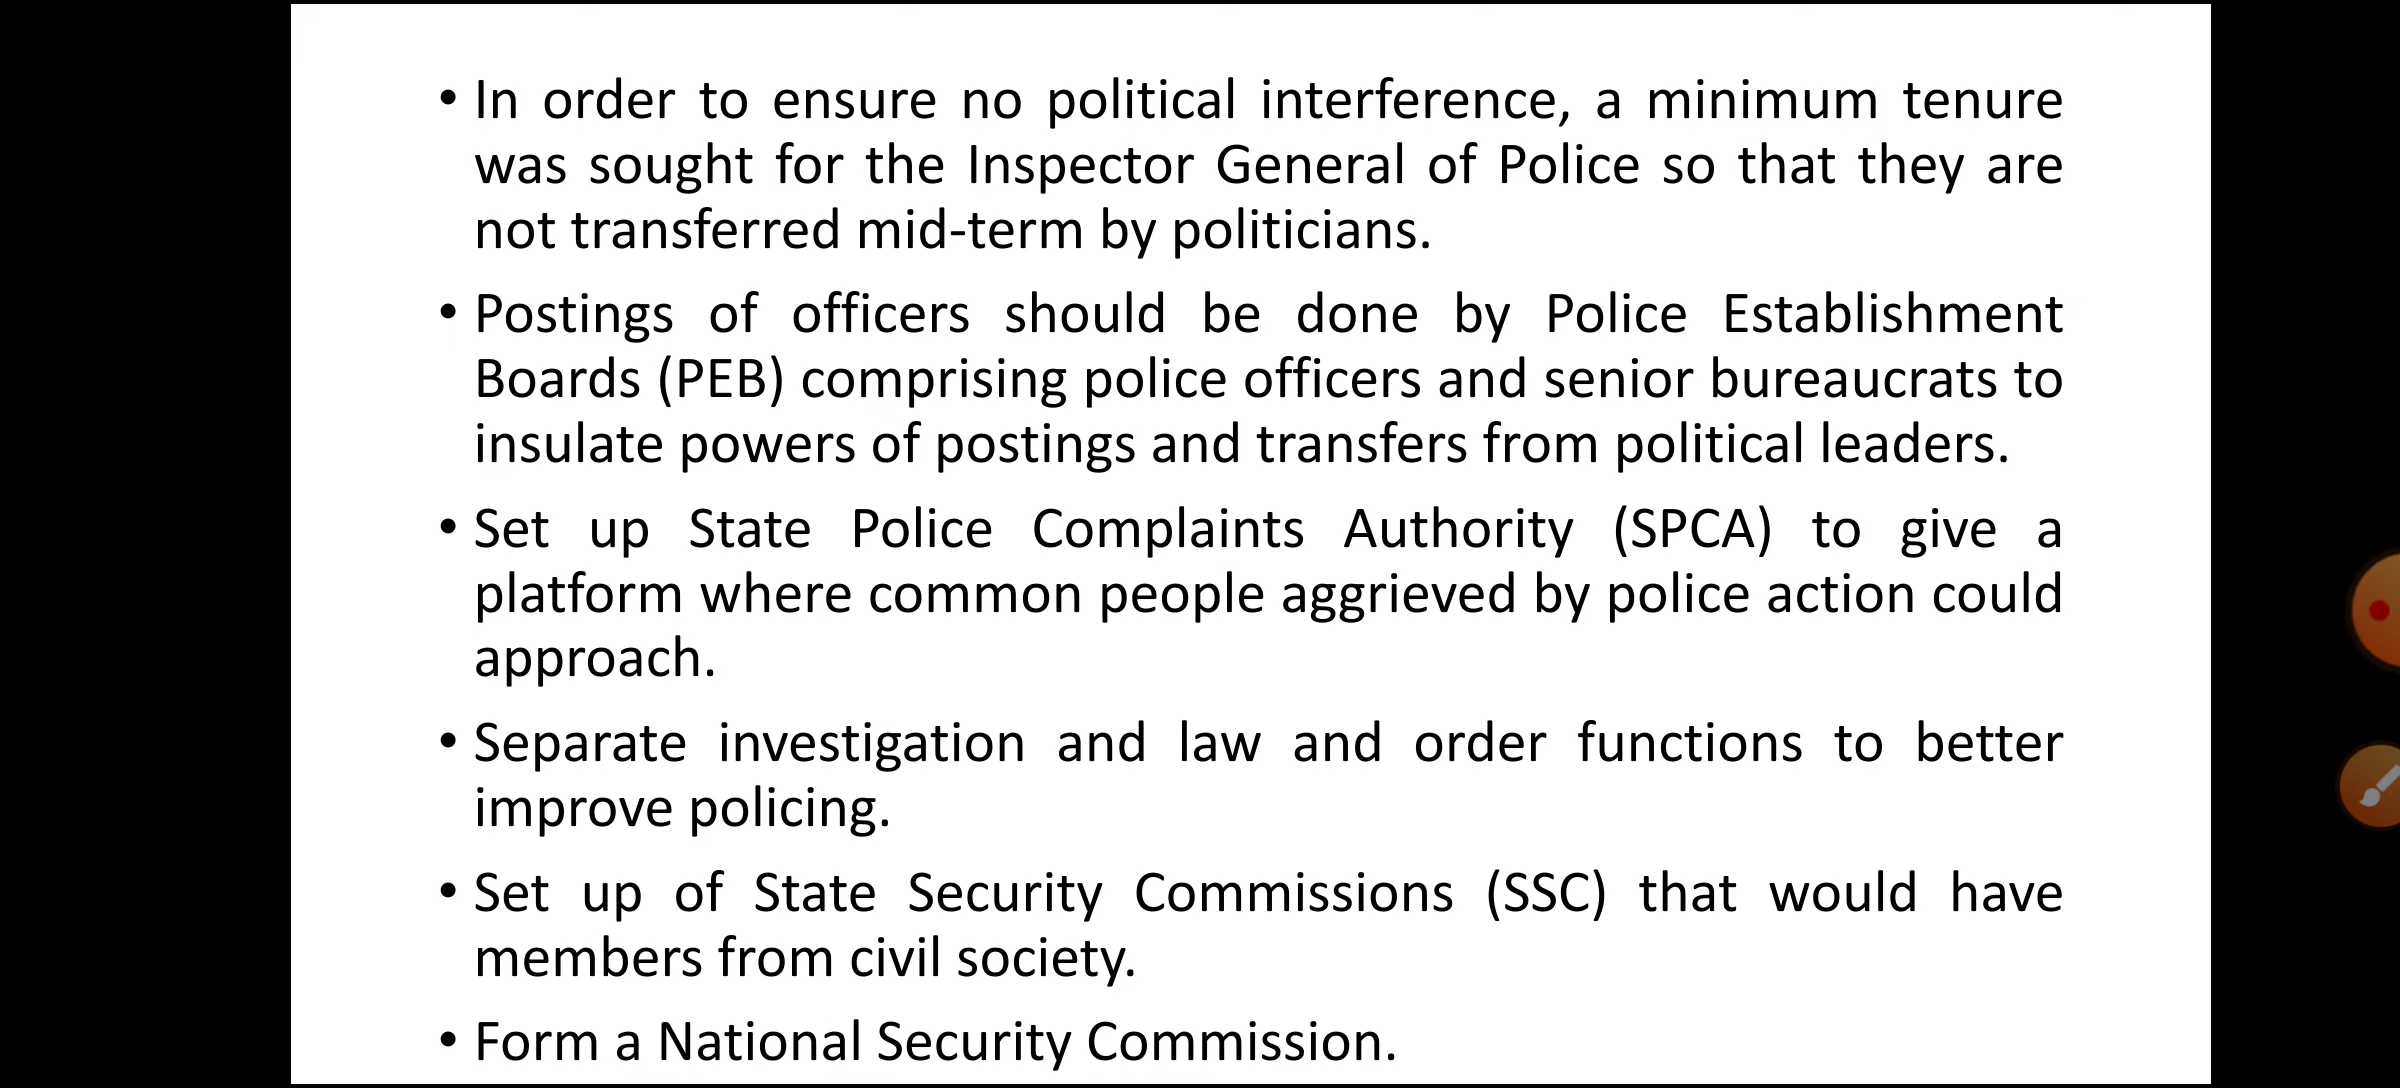 • In order to ensure no political interference, a minimum tenure
was sought for the Inspector General of Police so that they are
not transferred mid-term by politicians.
• Postings of officers should be done by Police Establishment
Boards (PEB) comprising police officers and senior bureaucrats to
insulate powers of postings and transfers from political leaders.
• Set up State Police Complaints Authority (SPCA) to give a
platform where common people aggrieved by police action could
approach.
• Separate investigation and law and order functions to better
improve policing.
• Set up of State Security Commissions (SSC) that would have
members from civil society.
• Form a National Security Commission.